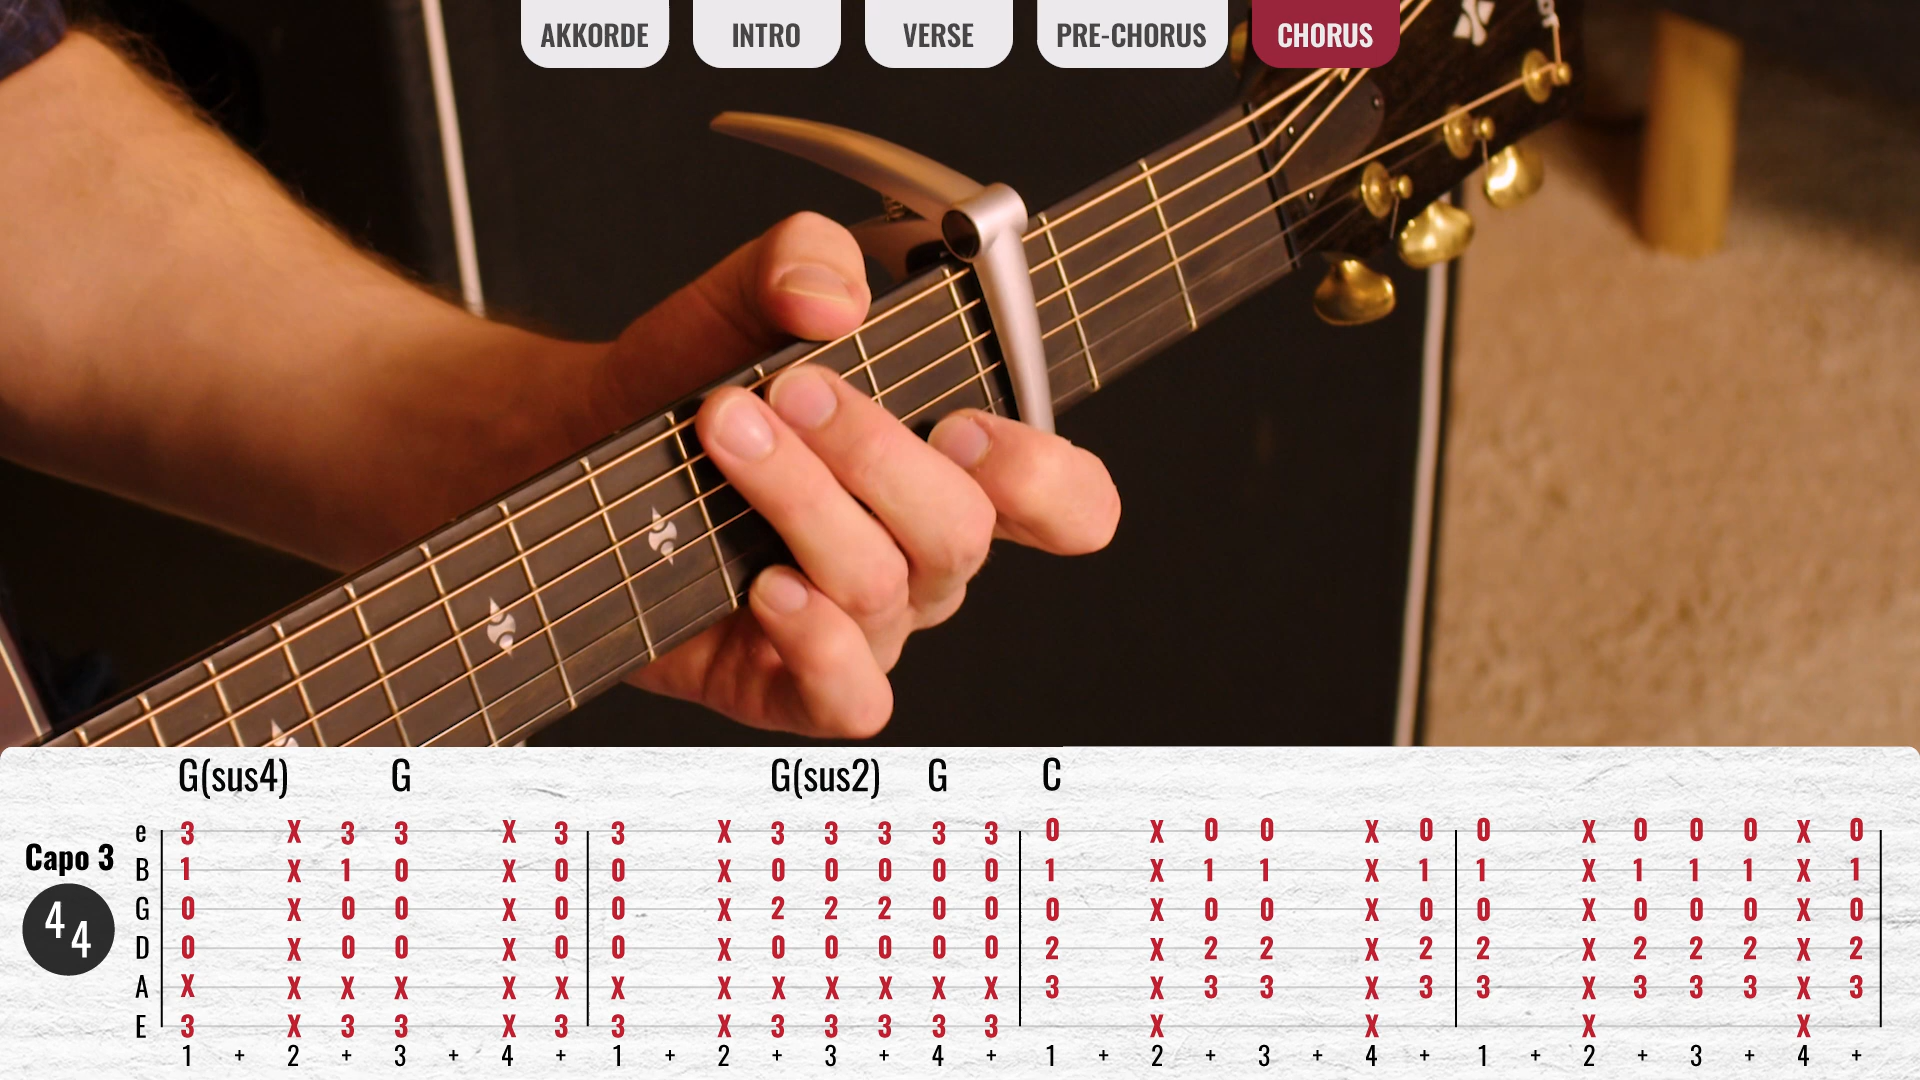 AKKORDE INTRO VERSE PRE-CHORUS CHORUS
G(sus4) G G(sus2) G C
e 3 X 3 3 X 3 3 X 3 3 3 3 3 0 X 0 0 X 0 0 X 0 0 0 X 0
Capo 3
B 1 X 1 0 X 0 0 X 0 0 0 0 0 1 X 1 1 X 1 1 X 1 1 1 X 1
G 0 X 0 0 X 0 0 X 2 2 2 0 0 0 X 0 0 X 0 0 X 0 0 0 X 0
4
4
D 0 X 0 0 X 0 0 X 0 0 0 0 0 2 X 2 2 X 2 2 X 2 2 2 X 2
A X X X X X X X X X X X X X 3 X 3 3 X 3 3 X 3 3 3 X 3
E 3 X 3 3 X 3 3 X 3 3 3 3 3 X X X X
1 + 2 + 3 + 4 + 1 + 2 + 3 + 4 + 1 + 2 + 3 + 4 + 1 + 2 + 3 + 4 +